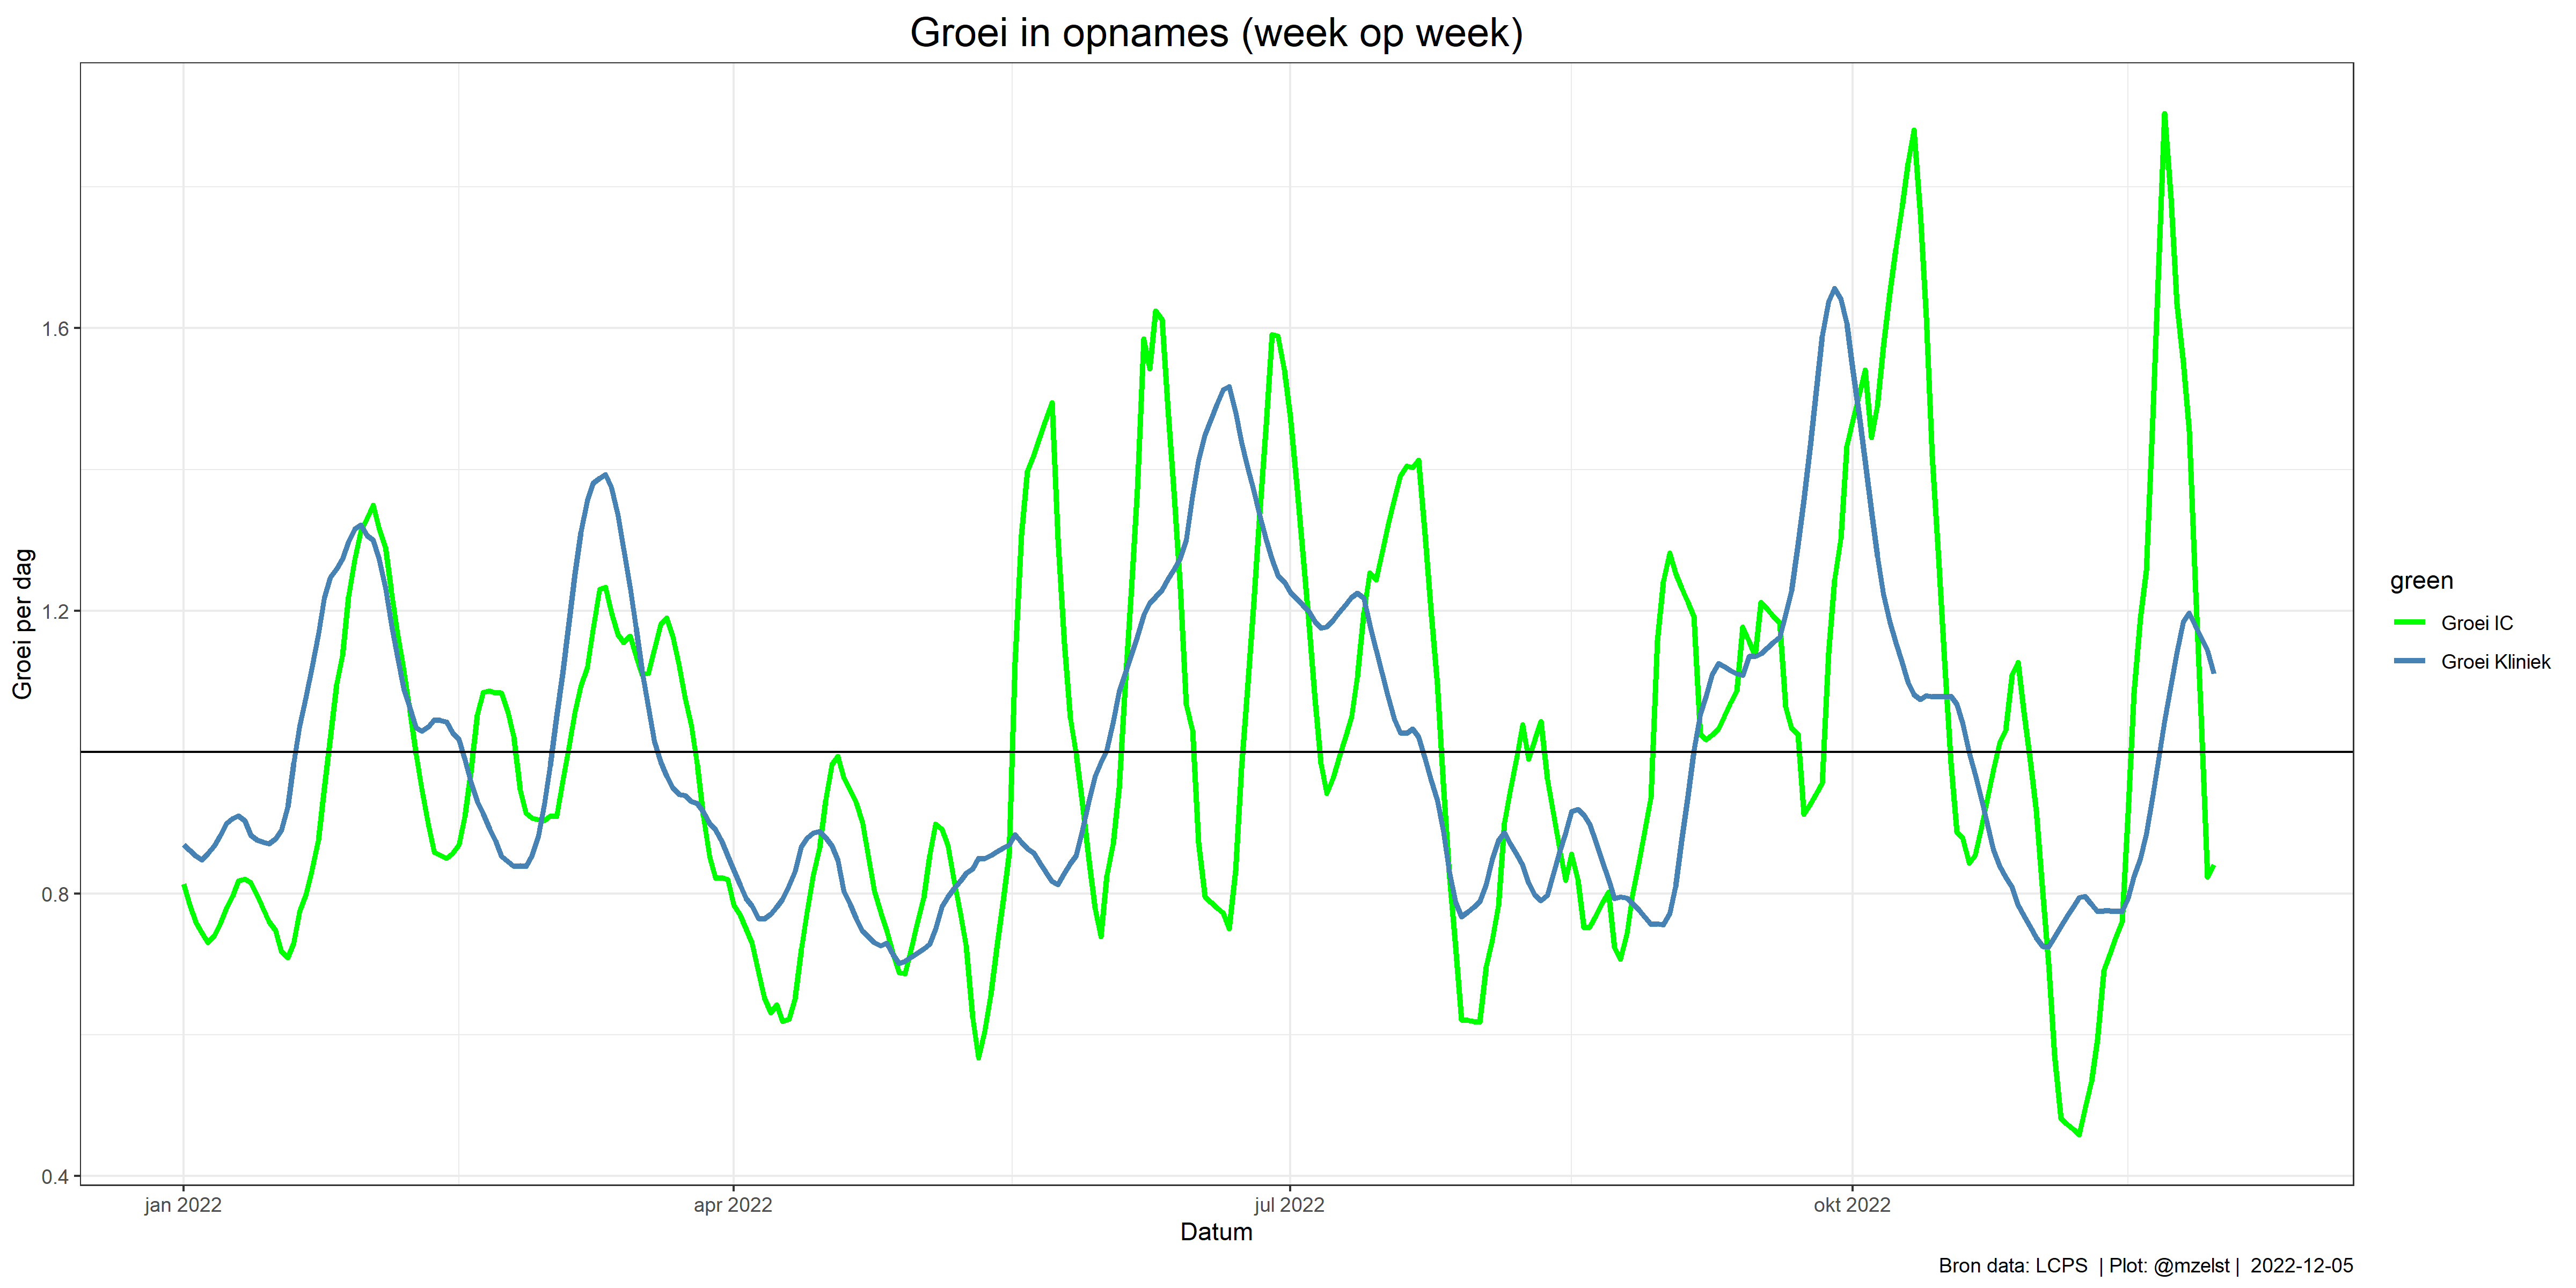 Groei in opnames (week op week)
Groei per dag
1.6
1.2
0.8
0.4
jan 2022
apr 2022
jul 2022
okt 2022
Datum
green
Groei IC
Groei Kliniek
Bron data: LCPS | Plot: @mzelst | 2022-12-05